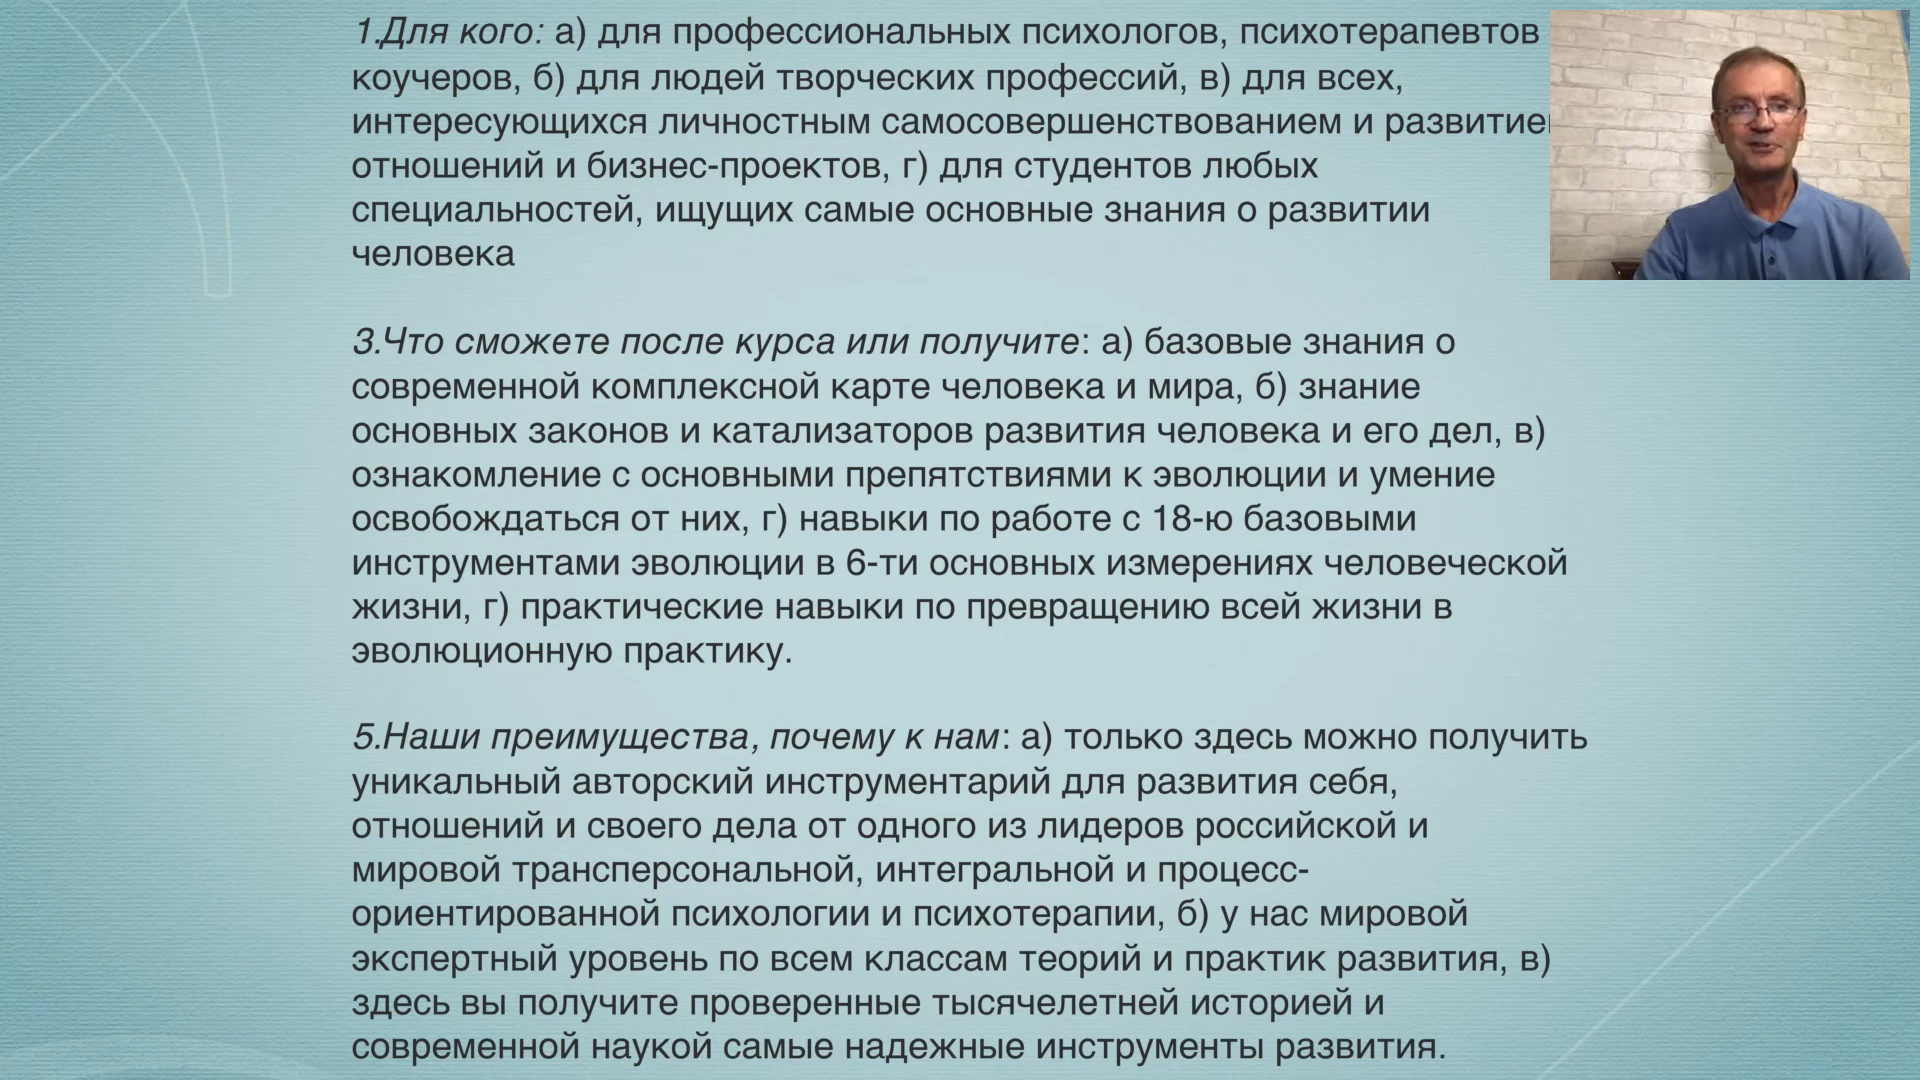 1.Для кого: а) для профессиональных психологов, психотерапевтов
коучеров, б) для людей творческих профессий, в) для всех,
интересующихся личностным самосовершенствованием и развитие
отношений и бизнес-проектов, г) для студентов любых
специальностей, ищущих самые основные знания о развитии
человека
3.Что сможете после курса или получите: а) базовые знания о
современной комплексной карте человека и мира, б) знание
основных законов и катализаторов развития человека и его дел, в)
ознакомление с основными препятствиями к эволюции и умение
освобождаться от них, г) навыки по работе с 18-ю базовыми
инструментами эволюции в 6-ти основных измерениях человеческой
жизни, г) практические навыки по превращению всей жизни в
эволюционную практику.
5.Наши преимущества, почему к нам: а) только здесь можно получить
уникальный авторский инструментарий для развития себя,
отношений и своего дела от одного из лидеров российской и
мировой трансперсональной, интегральной и процесс-
ориентированной психологии и психотерапии, б) у нас мировой
экспертный уровень по всем классам теорий и практик развития, в)
здесь вы получите проверенные тысячелетней историей и
современной наукой самые надежные инструменты развития.